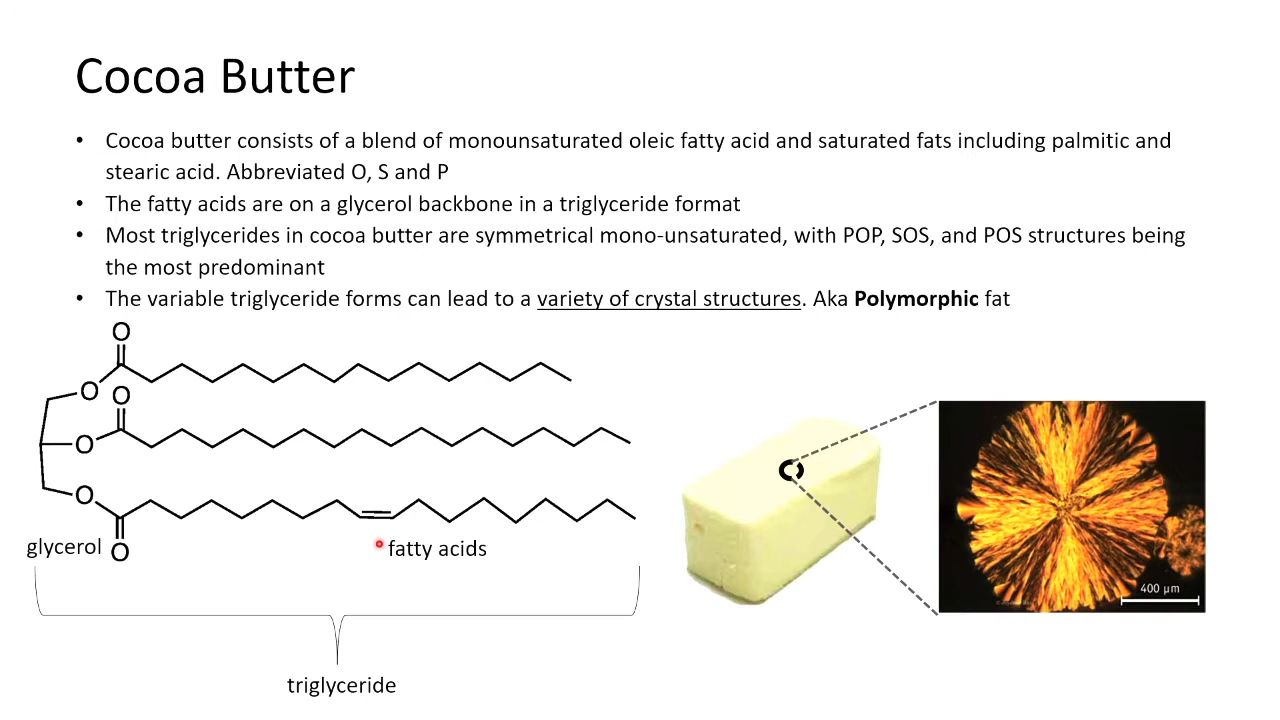 Cocoa Butter
• Cocoa butter consists of a blend of monounsaturated oleic fatty acid and saturated fats including palmitic and
stearic acid. Abbreviated O, S and P
• The fatty acids are on a glycerol backbone in a triglyceride format
• Most triglycerides in cocoa butter are symmetrical mono-unsaturated, with POP, SOS, and POS structures being
the most predominant
• The variable triglyceride forms can lead to a variety of crystal structures. Aka Polymorphic fat
O
O
O
O
O
O
glycerol
fatty acids
400 µm
triglyceride